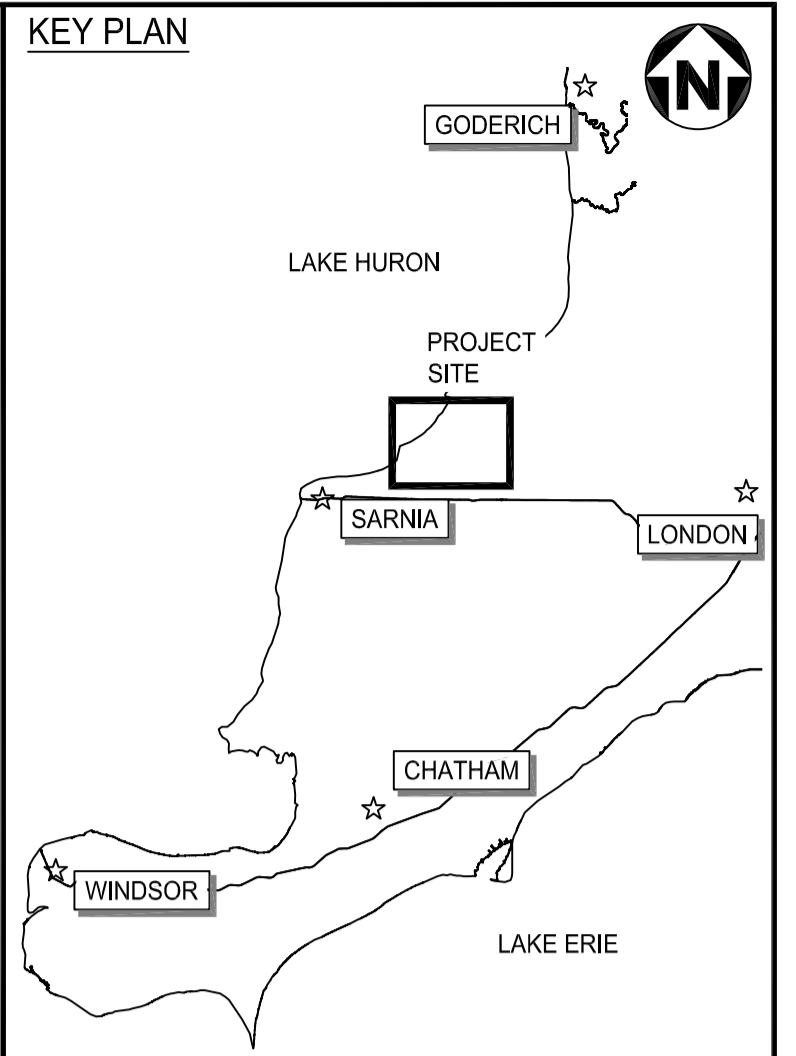 KEY PLAN
N
GODERICH
LAKE HURON
PROJECT
SITE
SARNIA
LONDON
CHATHAM
WINDSOR
LAKE ERIE